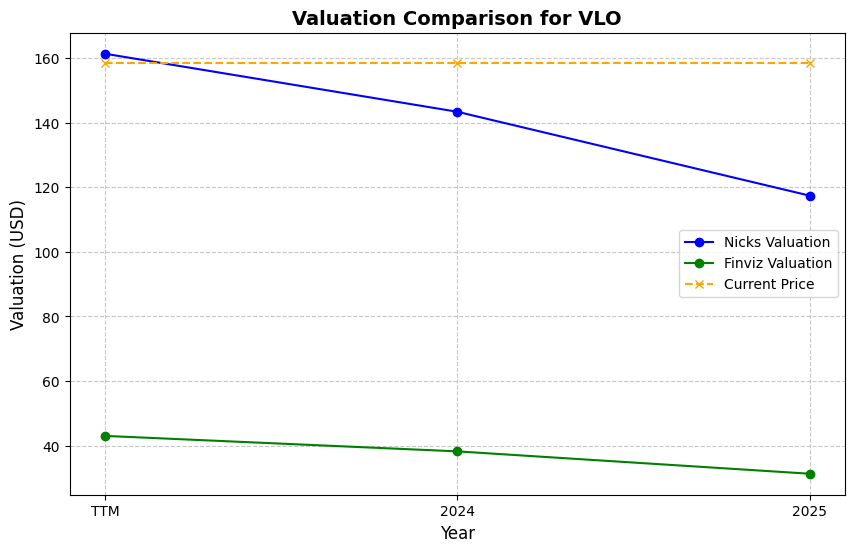 Valuation Comparison for VLO
Valuation (USD)
160
140
120
100
80
60
40
Nicks Valuation
Finviz Valuation
Current Price
TTM
2024
2025
Year